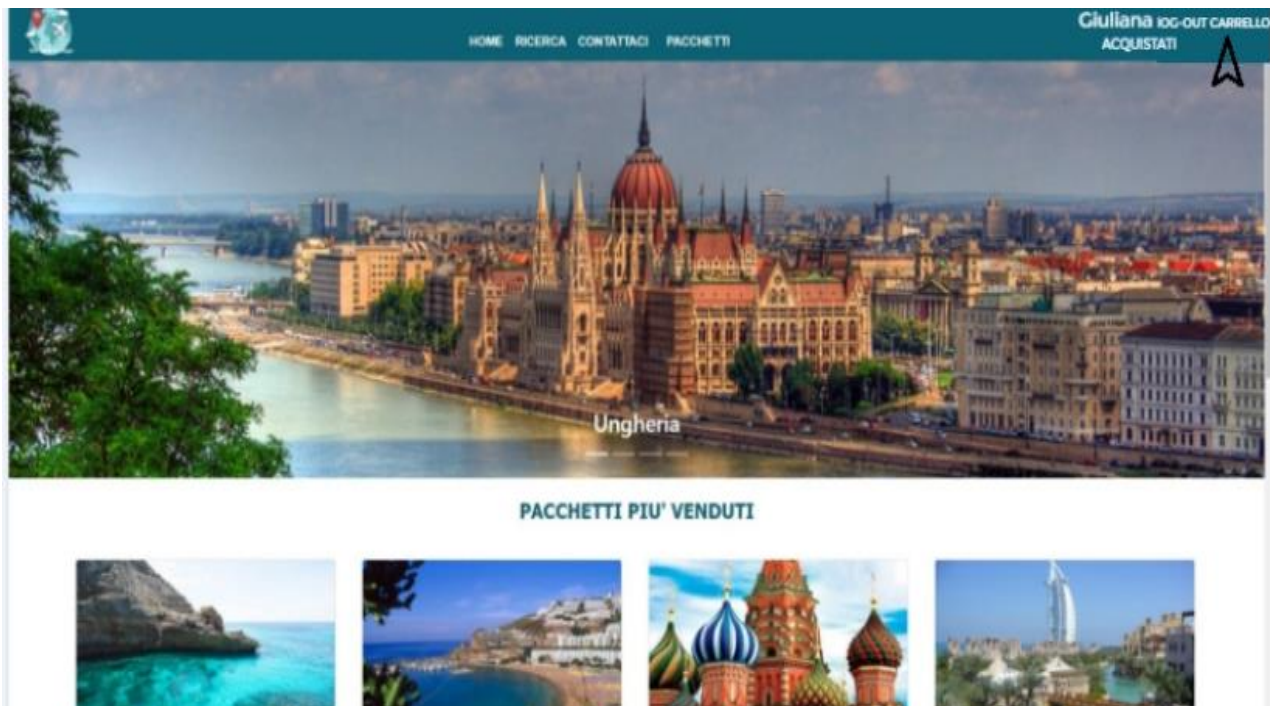 HOME RICERCA CONTATTACI PACCHETTI
Giuliana lOG-OUT CARRELLO
ACQUISTATI
Ungheria
PACCHETTI PIU' VENDUTI